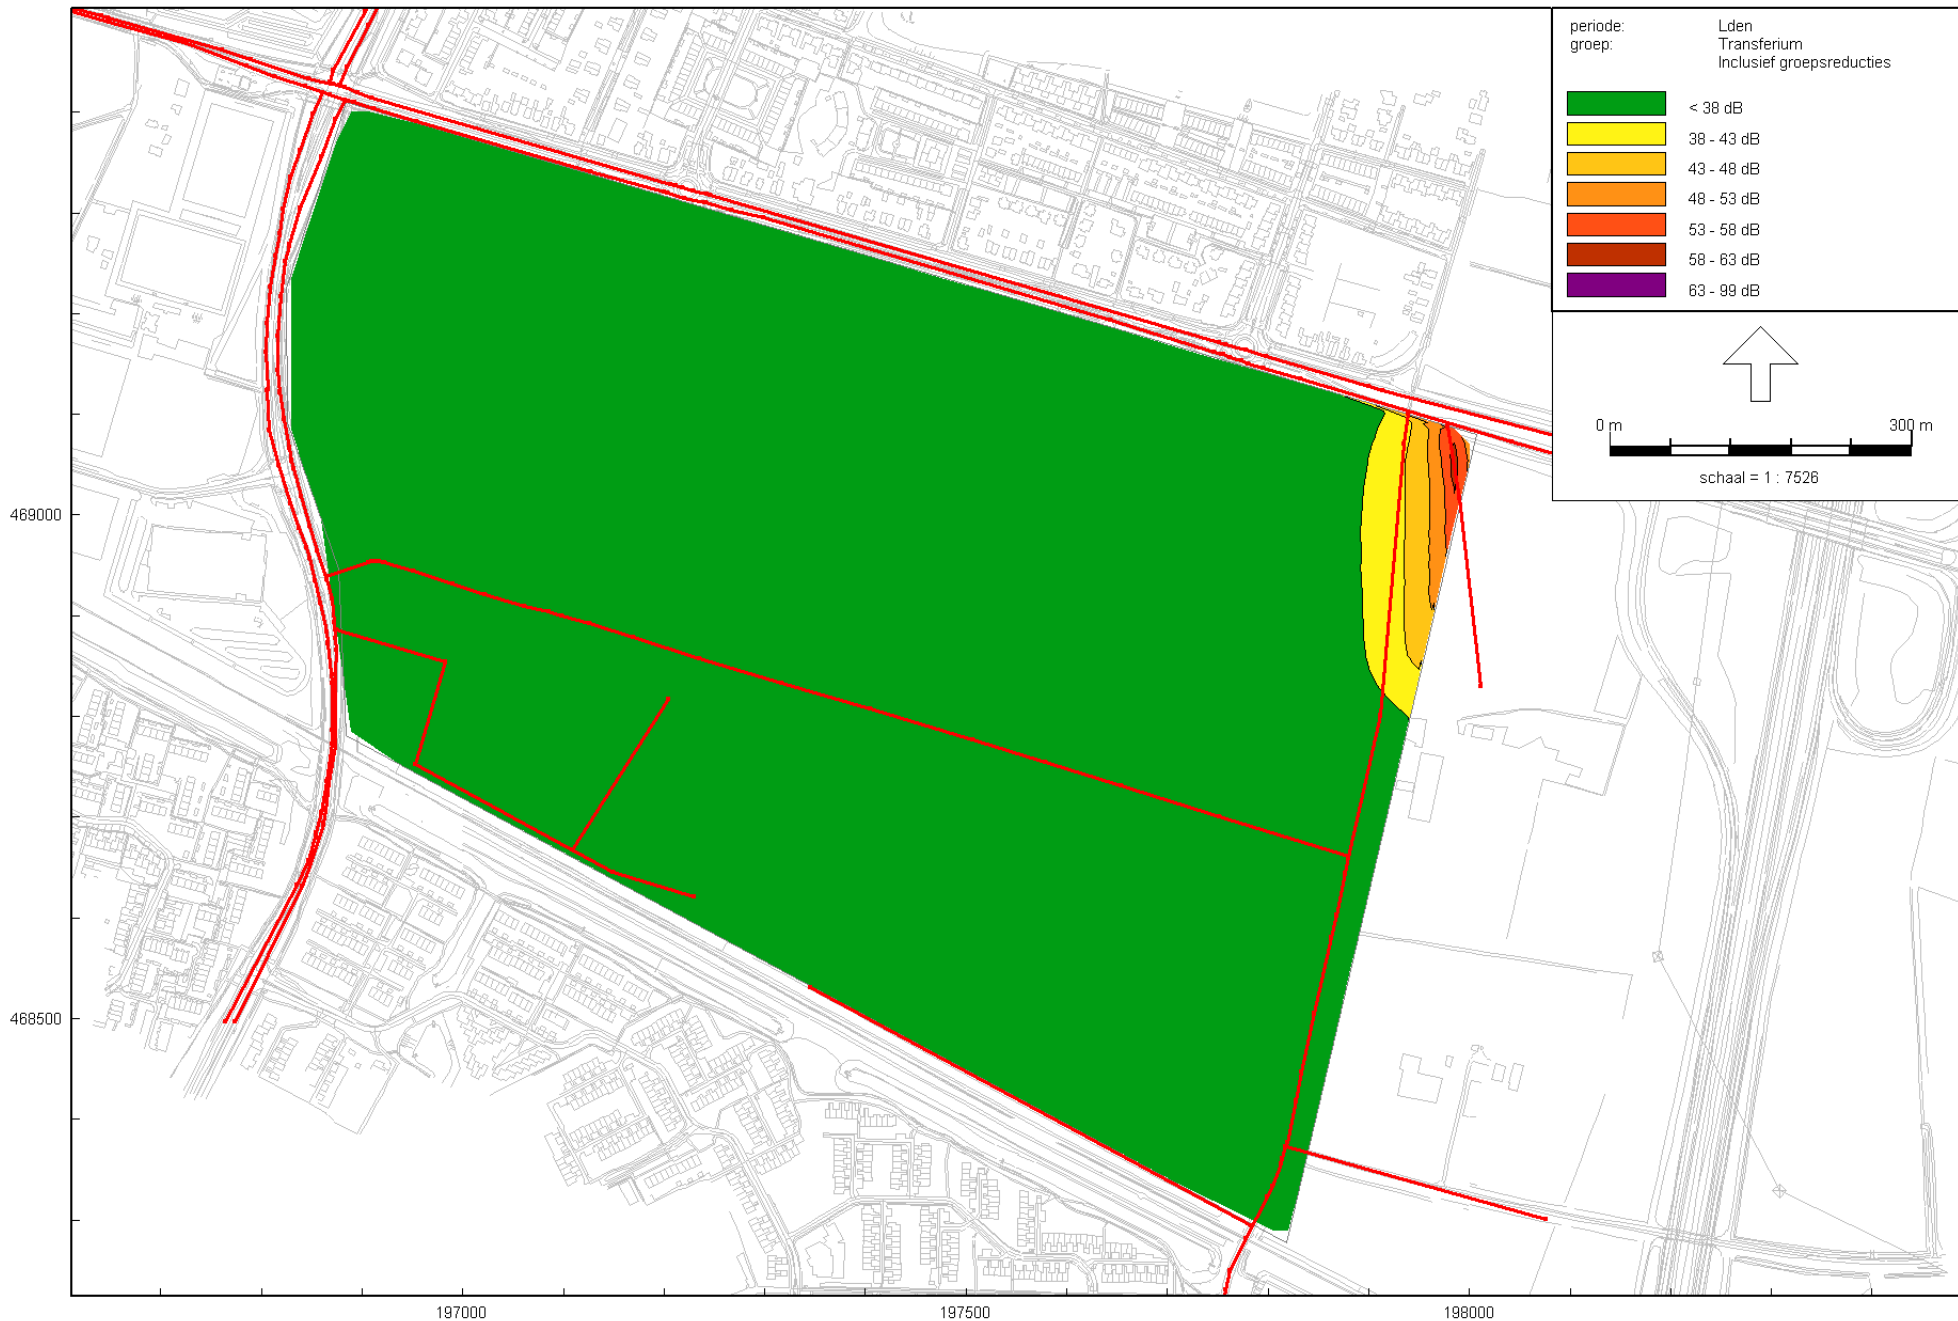 periode: Lden
groep: Transferium
Inclusief groepsreducties
< 38 dB
38 - 43 dB
43 - 48 dB
48 - 53 dB
53 - 58 dB
58 - 63 dB
63 - 99 dB
0 m 300 m
schaal = 1 : 7526
469000
468500
197000 197500 198000